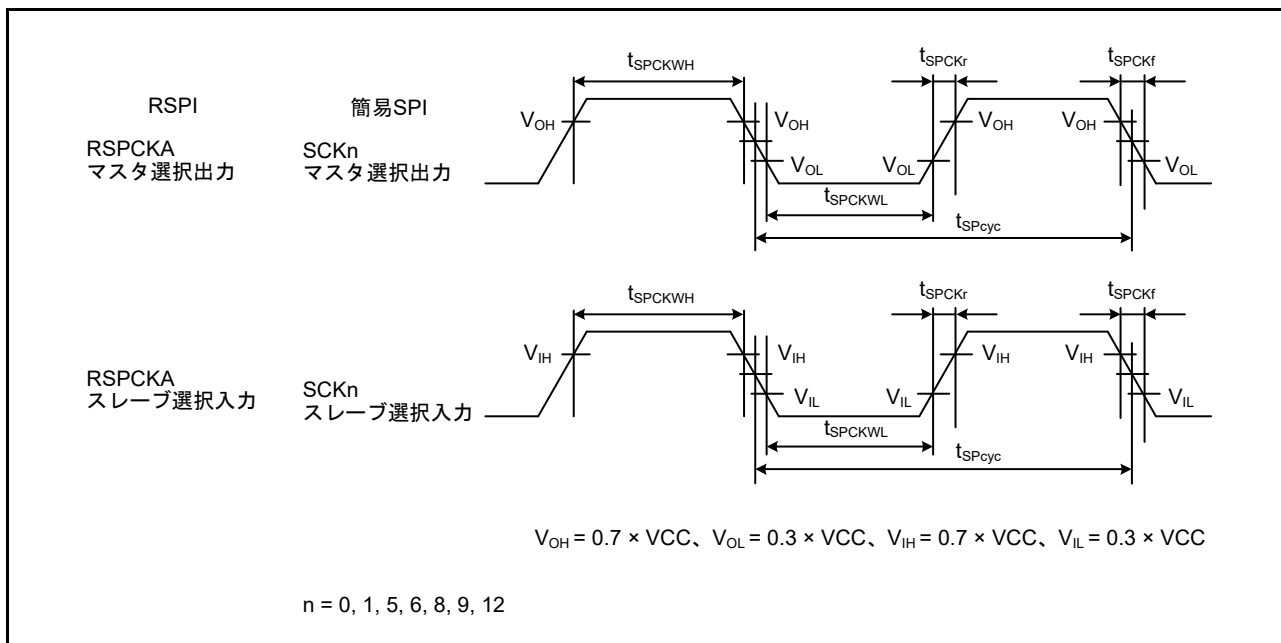 RSPI
簡易SPI
RSPCKA
マスタ選択出力
SCKn
マスタ選択出力
tSPCKWH
tSPCKr
tSPCKf
VOH
VOH
VOH
VOH
VOL
VOL
VOL
tSPCKWL
tSPcyc
RSPCKA
スレーブ選択入力
SCKn
スレーブ選択入力
tSPCKWH
tSPCKr
tSPCKf
VIH
VIH
VIH
VIH
VIL
VIL
VIL
tSPCKWL
tSPcyc
VOH = 0.7 × VCC、VOL = 0.3 × VCC、VIH = 0.7 × VCC、VIL = 0.3 × VCC
n = 0, 1, 5, 6, 8, 9, 12